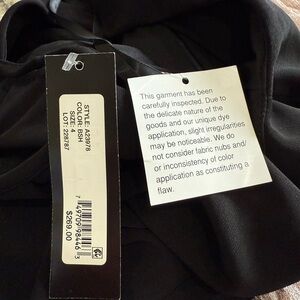 STYLE: A23978
COLOR: BSH
SIZE: 4
LOT: 228787
$269.00
This garment has been
carefully inspected. Due to
the delicate nature of the
goods and our unique dye
application, slight irregularities
may be noticeable. We do
not consider fabric nubs and/
or inconsistency of color
application as constituting a
flaw.